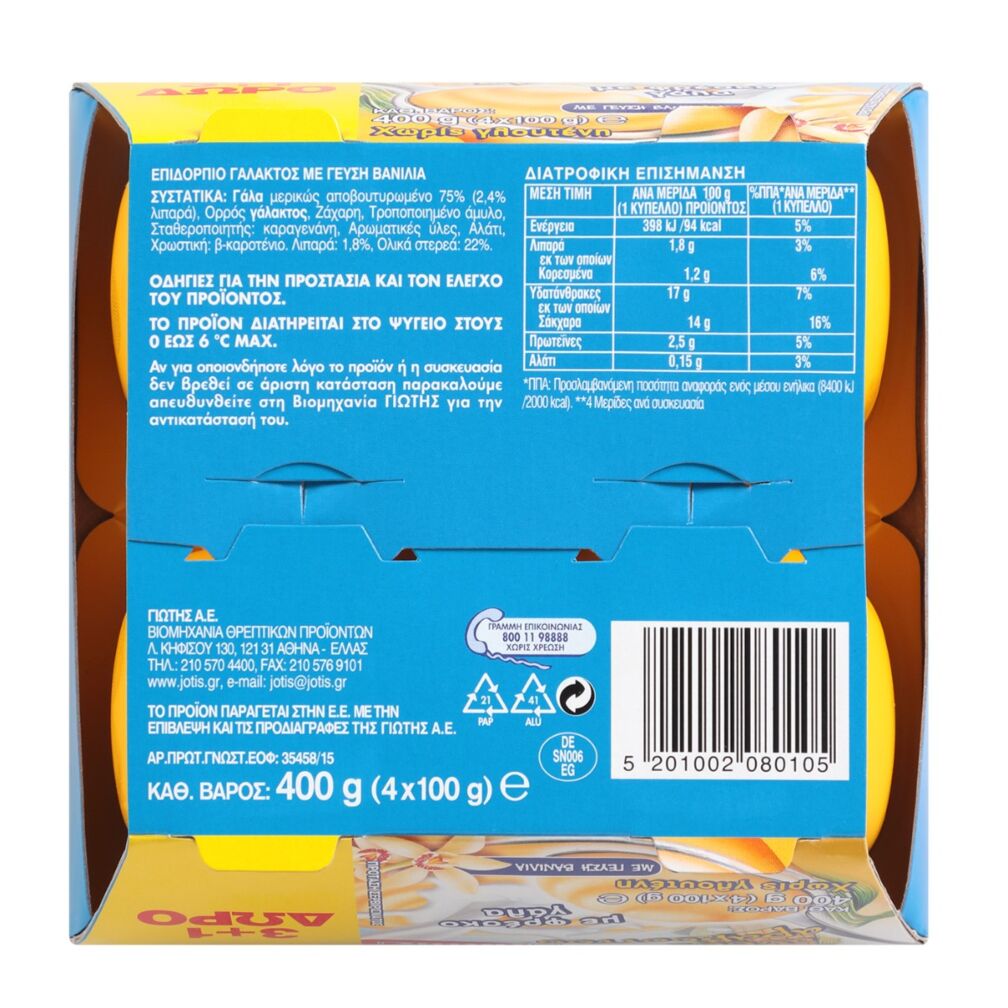 ΔΩΡΟ
ΓΑΛΑ
ΜΕ ΓΕΥΣΗ
ΚΑΘ. ΒΑΡΟΣ:
400 g (4x100 g) e
Χωρίς γλουτένη
ΕΠΙΔΟΡΠΙΟ ΓΑΛΑΚΤΟΣ ΜΕ ΓΕΥΣΗ ΒΑΝΙΛΙΑ
ΣΥΣΤΑΤΙΚΑ: Γάλα μερικώς αποβουτυρωμένο 75% (2,4%
λιπαρά), Ορρός γάλακτος, Ζάχαρη, Τροποποιημένο άμυλο,
Σταθεροποιητής: καραγενάνη, Αρωματικές ύλες, Αλάτι,
Χρωστική: β-καροτένιο. Λιπαρά: 1,8%, Ολικά στερεά: 22%.
ΟΔΗΓΙΕΣ ΓΙΑ ΤΗΝ ΠΡΟΣΤΑΣΙΑ ΚΑΙ ΤΟΝ ΕΛΕΓΧΟ
ΤΟΥ ΠΡΟΪΟΝΤΟΣ.
ΤΟ ΠΡΟΪΟΝ ΔΙΑΤΗΡΕΙΤΑΙ ΣΤΟ ΨΥΓΕΙΟ ΣΤΟΥΣ
0 ΕΩΣ 6 °C MAX.
Αν για οποιονδήποτε λόγο το προϊόν ή η συσκευασία
δεν βρεθεί σε άριστη κατάσταση παρακαλούμε
απευθυνθείτε στη Βιομηχανία ΓΙΩΤΗΣ για την
αντικατάστασή του.
ΔΙΑΤΡΟΦΙΚΗ ΕΠΙΣΗΜΑΝΣΗ
ΜΕΣΗ ΤΙΜΗ ΑΝΑ ΜΕΡΙΔΑ 100 g %ΠΠΑ*ΑΝΑ ΜΕΡΙΔΑ**
(1 ΚΥΠΕΛΛΟ) ΠΡΟΪΟΝΤΟΣ (1 ΚΥΠΕΛΛΟ)
Ενέργεια 398 kJ /94 kcal 5%
Λιπαρά 1,8 g 3%
εκ των οποίων
Κορεσμένα 1,2 g 6%
Υδατάνθρακες 17 g 7%
εκ των οποίων
Σάκχαρα 14 g 16%
Πρωτεΐνες 2,5 g 5%
Αλάτι 0,15 g 3%
*ΠΠΑ: Προσλαμβανόμενη ποσότητα αναφοράς ενός μέσου ενήλικα (8400 kJ
/2000 kcal). **4 Μερίδες ανά συσκευασία
ΓΙΩΤΗΣ Α.Ε.
ΒΙΟΜΗΧΑΝΙΑ ΘΡΕΠΤΙΚΩΝ ΠΡΟΪΟΝΤΩΝ
Λ. ΚΗΦΙΣΟΥ 130, 121 31 ΑΘΗΝΑ - ΕΛΛΑΣ
ΤΗΛ.: 210 570 4400, FAX: 210 576 9101
www.jotis.gr, e-mail: jotis@jotis.gr
ΤΟ ΠΡΟΪΟΝ ΠΑΡΑΓΕΤΑΙ ΣΤΗΝ Ε.Ε. ΜΕ ΤΗΝ
ΕΠΙΒΛΕΨΗ ΚΑΙ ΤΙΣ ΠΡΟΔΙΑΓΡΑΦΕΣ ΤΗΣ ΓΙΩΤΗΣ Α.Ε.
ΑΡ.ΠΡΩΤ.ΓΝΩΣΤ.ΕΟΦ: 35458/15
ΚΑΘ. ΒΑΡΟΣ: 400 g (4x100 g) e
ΓΡΑΜΜΗ ΕΠΙΚΟΙΝΩΝΙΑΣ
800 11 98888
ΧΩΡΙΣ ΧΡΕΩΣΗ
21
PAP
41
ALU
DE
SN006
EG
5 201002 080105
ΜΕ ΓΕΥΣΗ ΒΑΝΙΛΙΑ
Χωρίς γλουτένη
400 g (4x100 g) e
ΚΑΘ. ΒΑΡΟΣ:
με φρέσκο
γάλα
3+1
ΔΩΡΟ